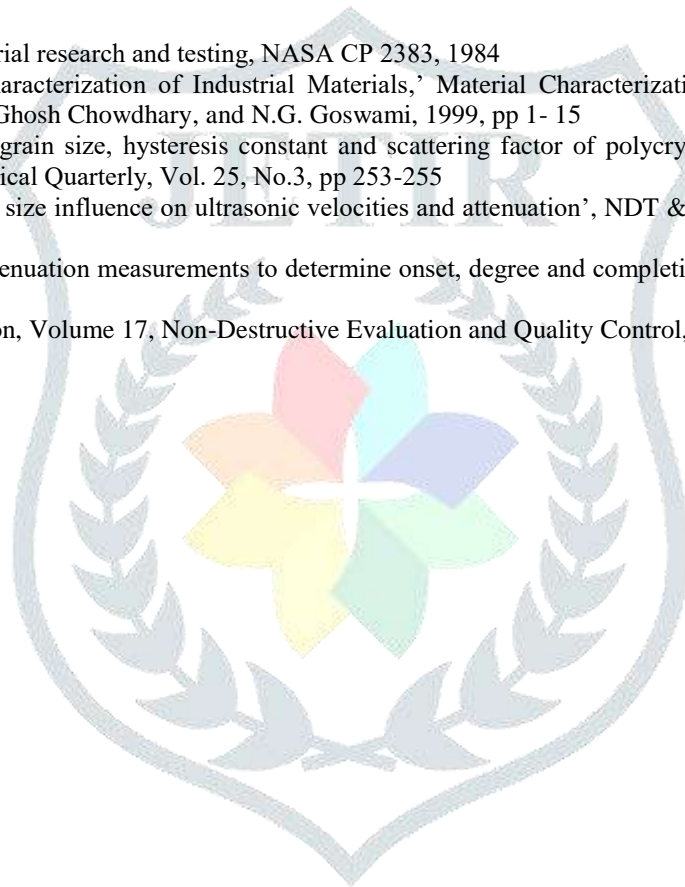 rial research and testing, NASA CP 2383, 1984
aracterization of Industrial Materials,’ Material Characterizati
Ghosh Chowdhary, and N.G. Goswami, 1999, pp 1- 15
grain size, hysteresis constant and scattering factor of polycry
ical Quarterly, Vol. 25, No.3, pp 253-255
size influence on ultrasonic velocities and attenuation’, NDT &
tenuation measurements to determine onset, degree and completi
on, Volume 17, Non-Destructive Evaluation and Quality Control,
JETIR